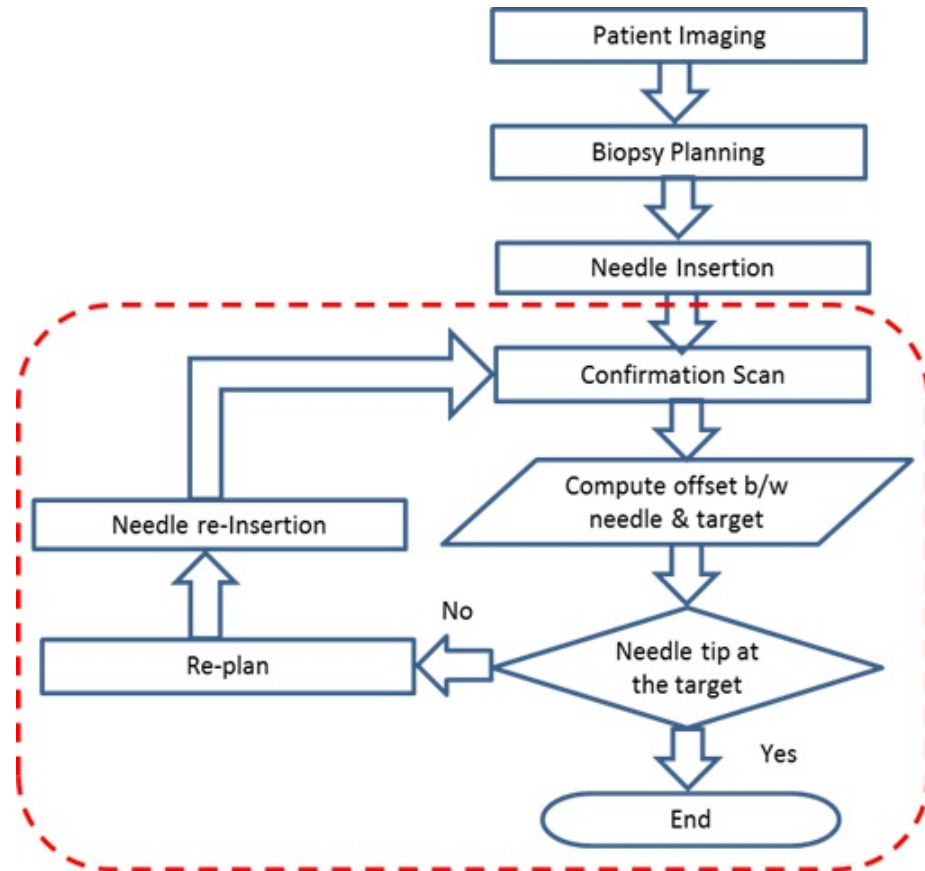 Patient Imaging
Biopsy Planning
Needle Insertion
Confirmation Scan
Compute offset b/w
needle & target
Needle re-Insertion
No
Needle tip at
the target
Re-plan
Yes
End